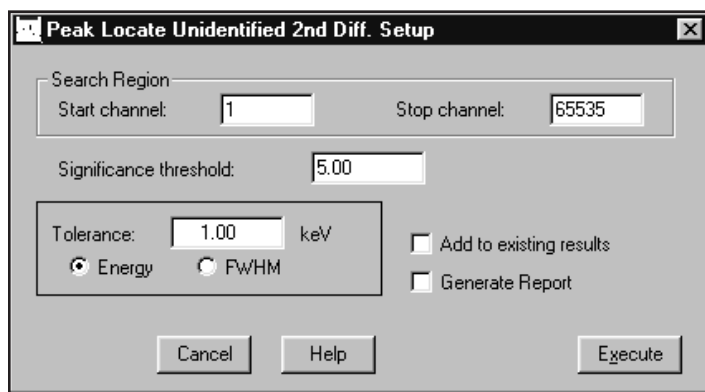 Peak Locate Unidentified 2nd Diff. Setup
Search Region
Start channel: 1 Stop channel: 65535
Significance threshold: 5.00
Tolerance: 1.00 keV
Energy FWHM
Add to existing results
Generate Report
Cancel Help Execute